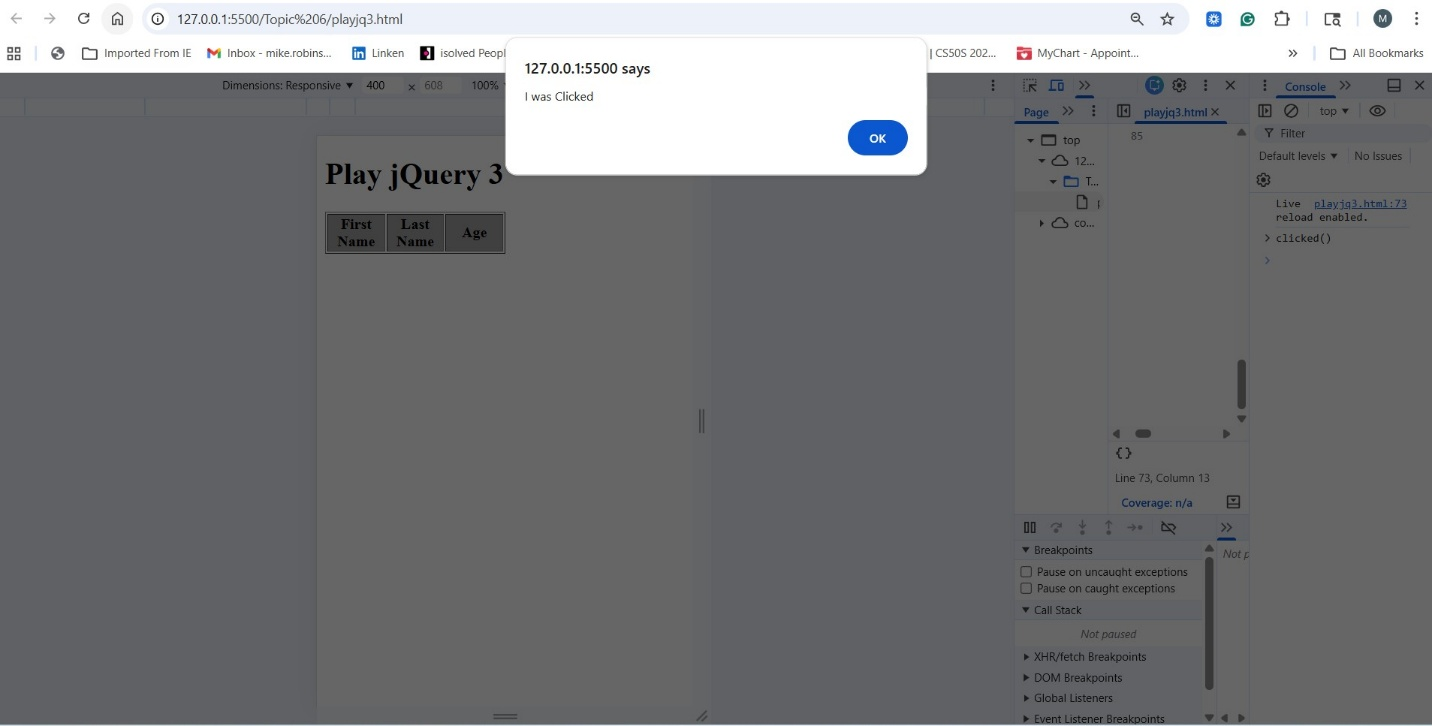 127.0.0.1:5500/Topic%206/playjq3.html
M
Imported From IE
Inbox - mike.robins...
Linken
isolved Peopl
| CS50S 202...
MyChart - Appoint...
All Bookmarks
127.0.0.1:5500 says
I was Clicked
OK
Dimensions: Responsive
400
×
608
100%
Console
Page
playjq3.html
top
top
12...
T...
co...
85
Filter
Default levels
No Issues
Live playjq3.html:73
reload enabled.
> clicked()
>
Play jQuery 3
First Name
Last Name
Age
{}
Line 73, Column 13
Coverage: n/a
Breakpoints
Not p
Pause on uncaught exceptions
Pause on caught exceptions
Call Stack
Not paused
XHR/fetch Breakpoints
DOM Breakpoints
Global Listeners
Event Listener Breakpoints